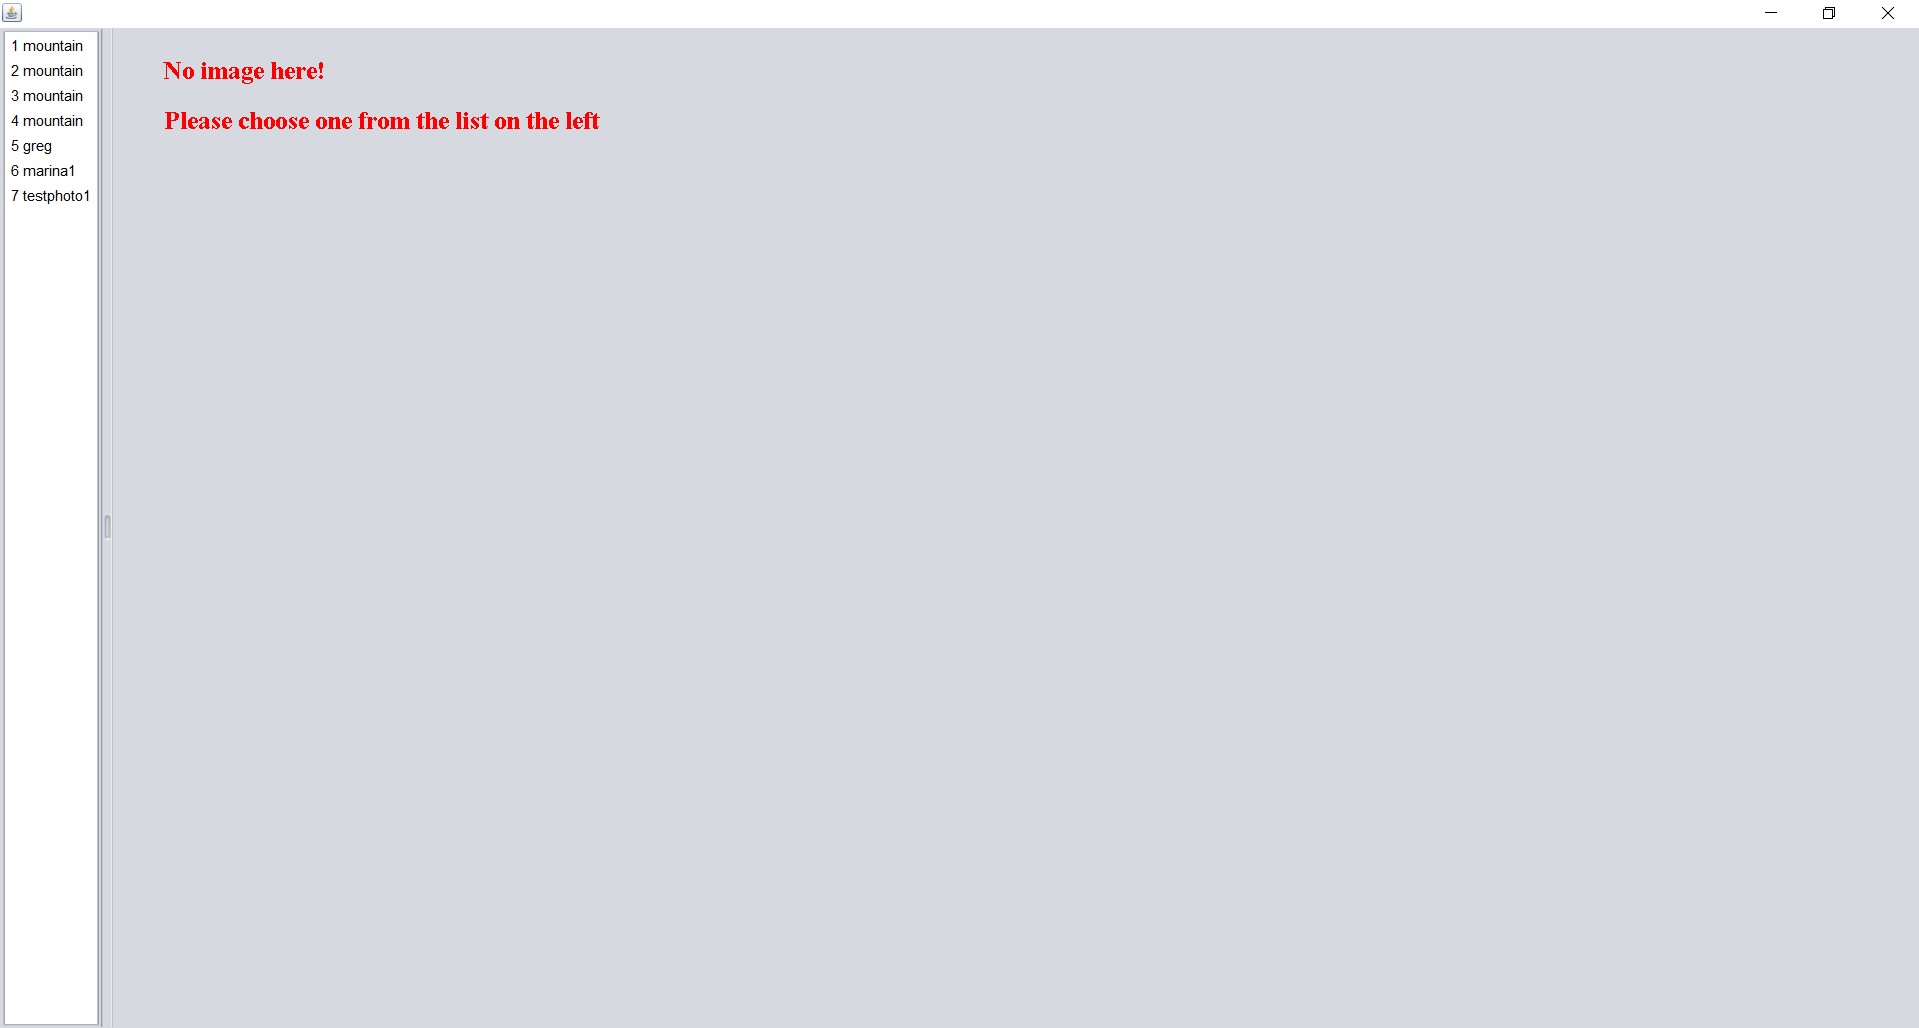 1 mountain
2 mountain
3 mountain
4 mountain
5 greg
6 marina1
7 testphoto1
No image here!
Please choose one from the list on the left